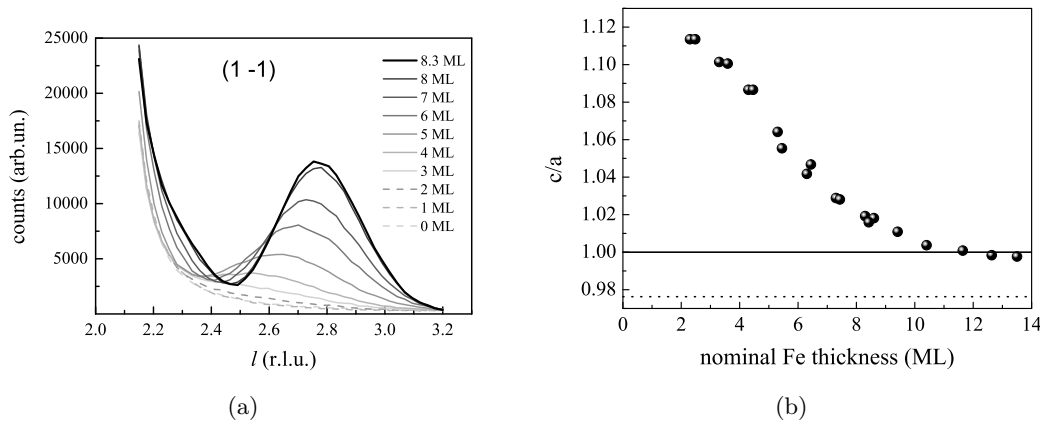 25000
20000
15000
10000
5000
counts (arb.un.)
2.0 2.2 2.4 2.6 2.8 3.0 3.2
l (r.l.u.)
(1 -1)
8.3 ML
8 ML
7 ML
6 ML
5 ML
4 ML
3 ML
2 ML
1 ML
0 ML
(a)
1.12
1.10
1.08
1.06
1.04
1.02
1.00
0.98
c/a
0 2 4 6 8 10 12 14
nominal Fe thickness (ML)
(b)